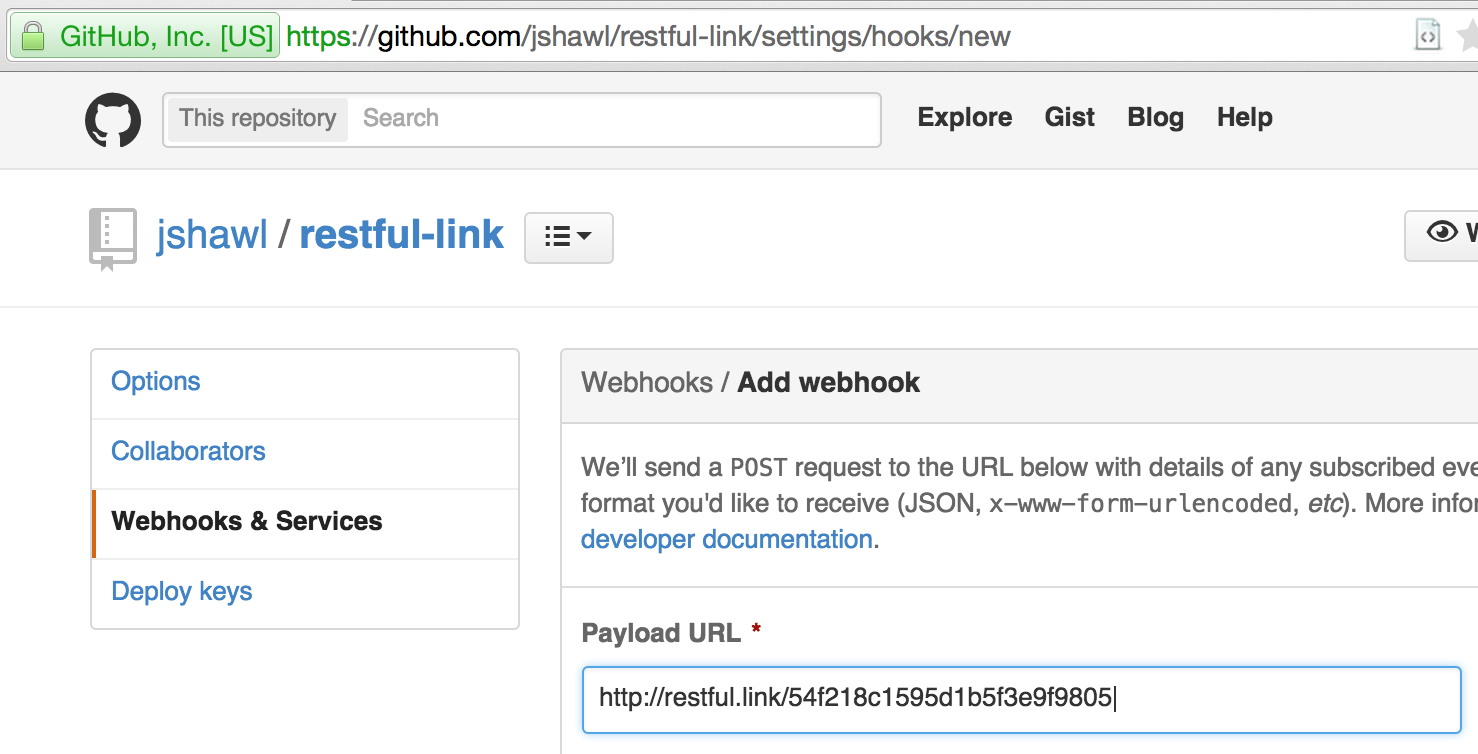 GitHub, Inc. [US] https://github.com/jshawl/restful-link/settings/hooks/new
This repository Search Explore Gist Blog Help
jshawl / restful-link
Options
Collaborators
Webhooks & Services
Deploy keys
Webhooks / Add webhook
We’ll send a POST request to the URL below with details of any subscribed
format you'd like to receive (JSON, x-www-form-urlencoded, etc). More
developer documentation.
Payload URL *
http://restful.link/54f218c1595d1b5f3e9f9805